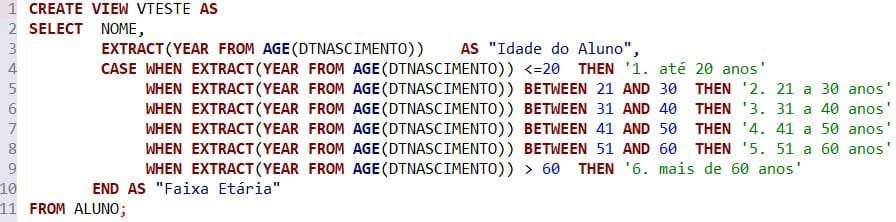 1 CREATE VIEW VTESTE AS
2 SELECT NOME,
3 EXTRACT(YEAR FROM AGE(DTNASCIMENTO)) AS "Idade do Aluno",
4 CASE WHEN EXTRACT(YEAR FROM AGE(DTNASCIMENTO)) <=20 THEN '1. até 20 anos'
5 WHEN EXTRACT(YEAR FROM AGE(DTNASCIMENTO)) BETWEEN 21 AND 30 THEN '2. 21 a 30 anos'
6 WHEN EXTRACT(YEAR FROM AGE(DTNASCIMENTO)) BETWEEN 31 AND 40 THEN '3. 31 a 40 anos'
7 WHEN EXTRACT(YEAR FROM AGE(DTNASCIMENTO)) BETWEEN 41 AND 50 THEN '4. 41 a 50 anos'
8 WHEN EXTRACT(YEAR FROM AGE(DTNASCIMENTO)) BETWEEN 51 AND 60 THEN '5. 51 a 60 anos'
9 WHEN EXTRACT(YEAR FROM AGE(DTNASCIMENTO)) > 60 THEN '6. mais de 60 anos'
10 END AS "Faixa Etária"
11 FROM ALUNO;